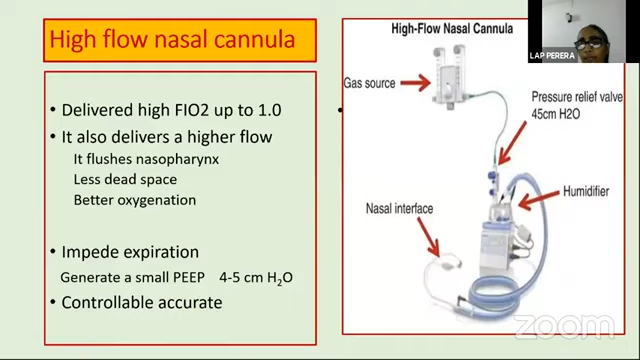 High flow nasal cannula
• Delivered high FIO2 up to 1.0
• It also delivers a higher flow
It flushes nasopharynx
Less dead space
Better oxygenation
• Impede expiration
Generate a small PEEP 4-5 cm H₂O
• Controllable accurate
•
High-Flow Nasal Cannula
Gas source
Pressure relief valve
45cm H2O
Humidifier
Nasal interface
LAP PERERA
zoom